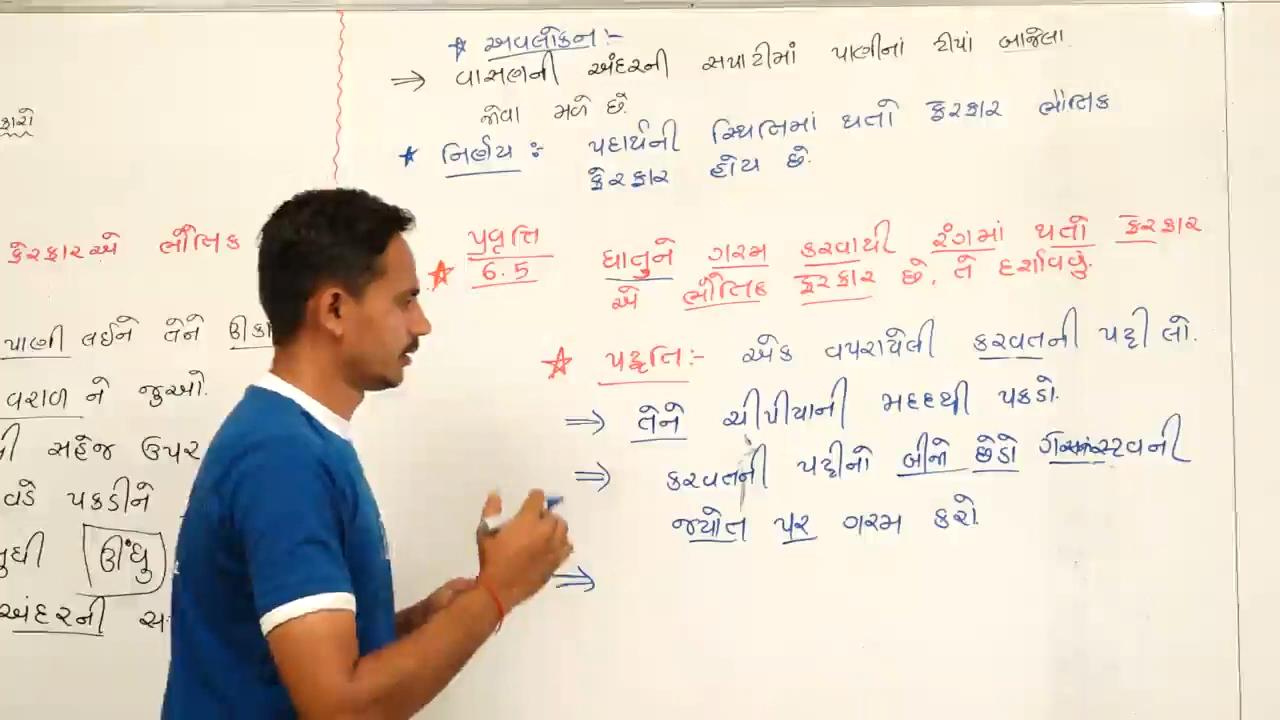 કારો
ફેરફારએ ભૌતિક
પાણી લઈને તેને ઊકા
વરાળ ને જુઓ.
ની સહેજ ઉપર
વડે પકડીને
નુઘી ઊંધુ
અંદરની સ
★ અવલોકન :-
⇒ વાસણની અંદરની સપાટીમાં પાણીનાં ટીપાં બાજેલા
જોવા મળે છે.
★ નિર્ણય : પદાર્થની સ્થિતિમાં થતો ફેરફાર ભૌતિક
ફેરફાર હોય છે.
★ પ્રવૃત્તિ 6.5 ધાતુને ગરમ કરવાથી રંગમાં થતો ફેરફાર
એ ભૌતિક ફેરફાર છે, તે દર્શાવવું.
★ પદ્ધતિ :- એક વપરાયેલી કરવતની પટ્ટી લો.
⇒ તેને ચીપીયાની મદદથી પકડો.
⇒ કરવતની પટ્ટીનો બીજો છેડો ગેસસ્ટવની
જ્યોત પર ગરમ કરો.
⇒